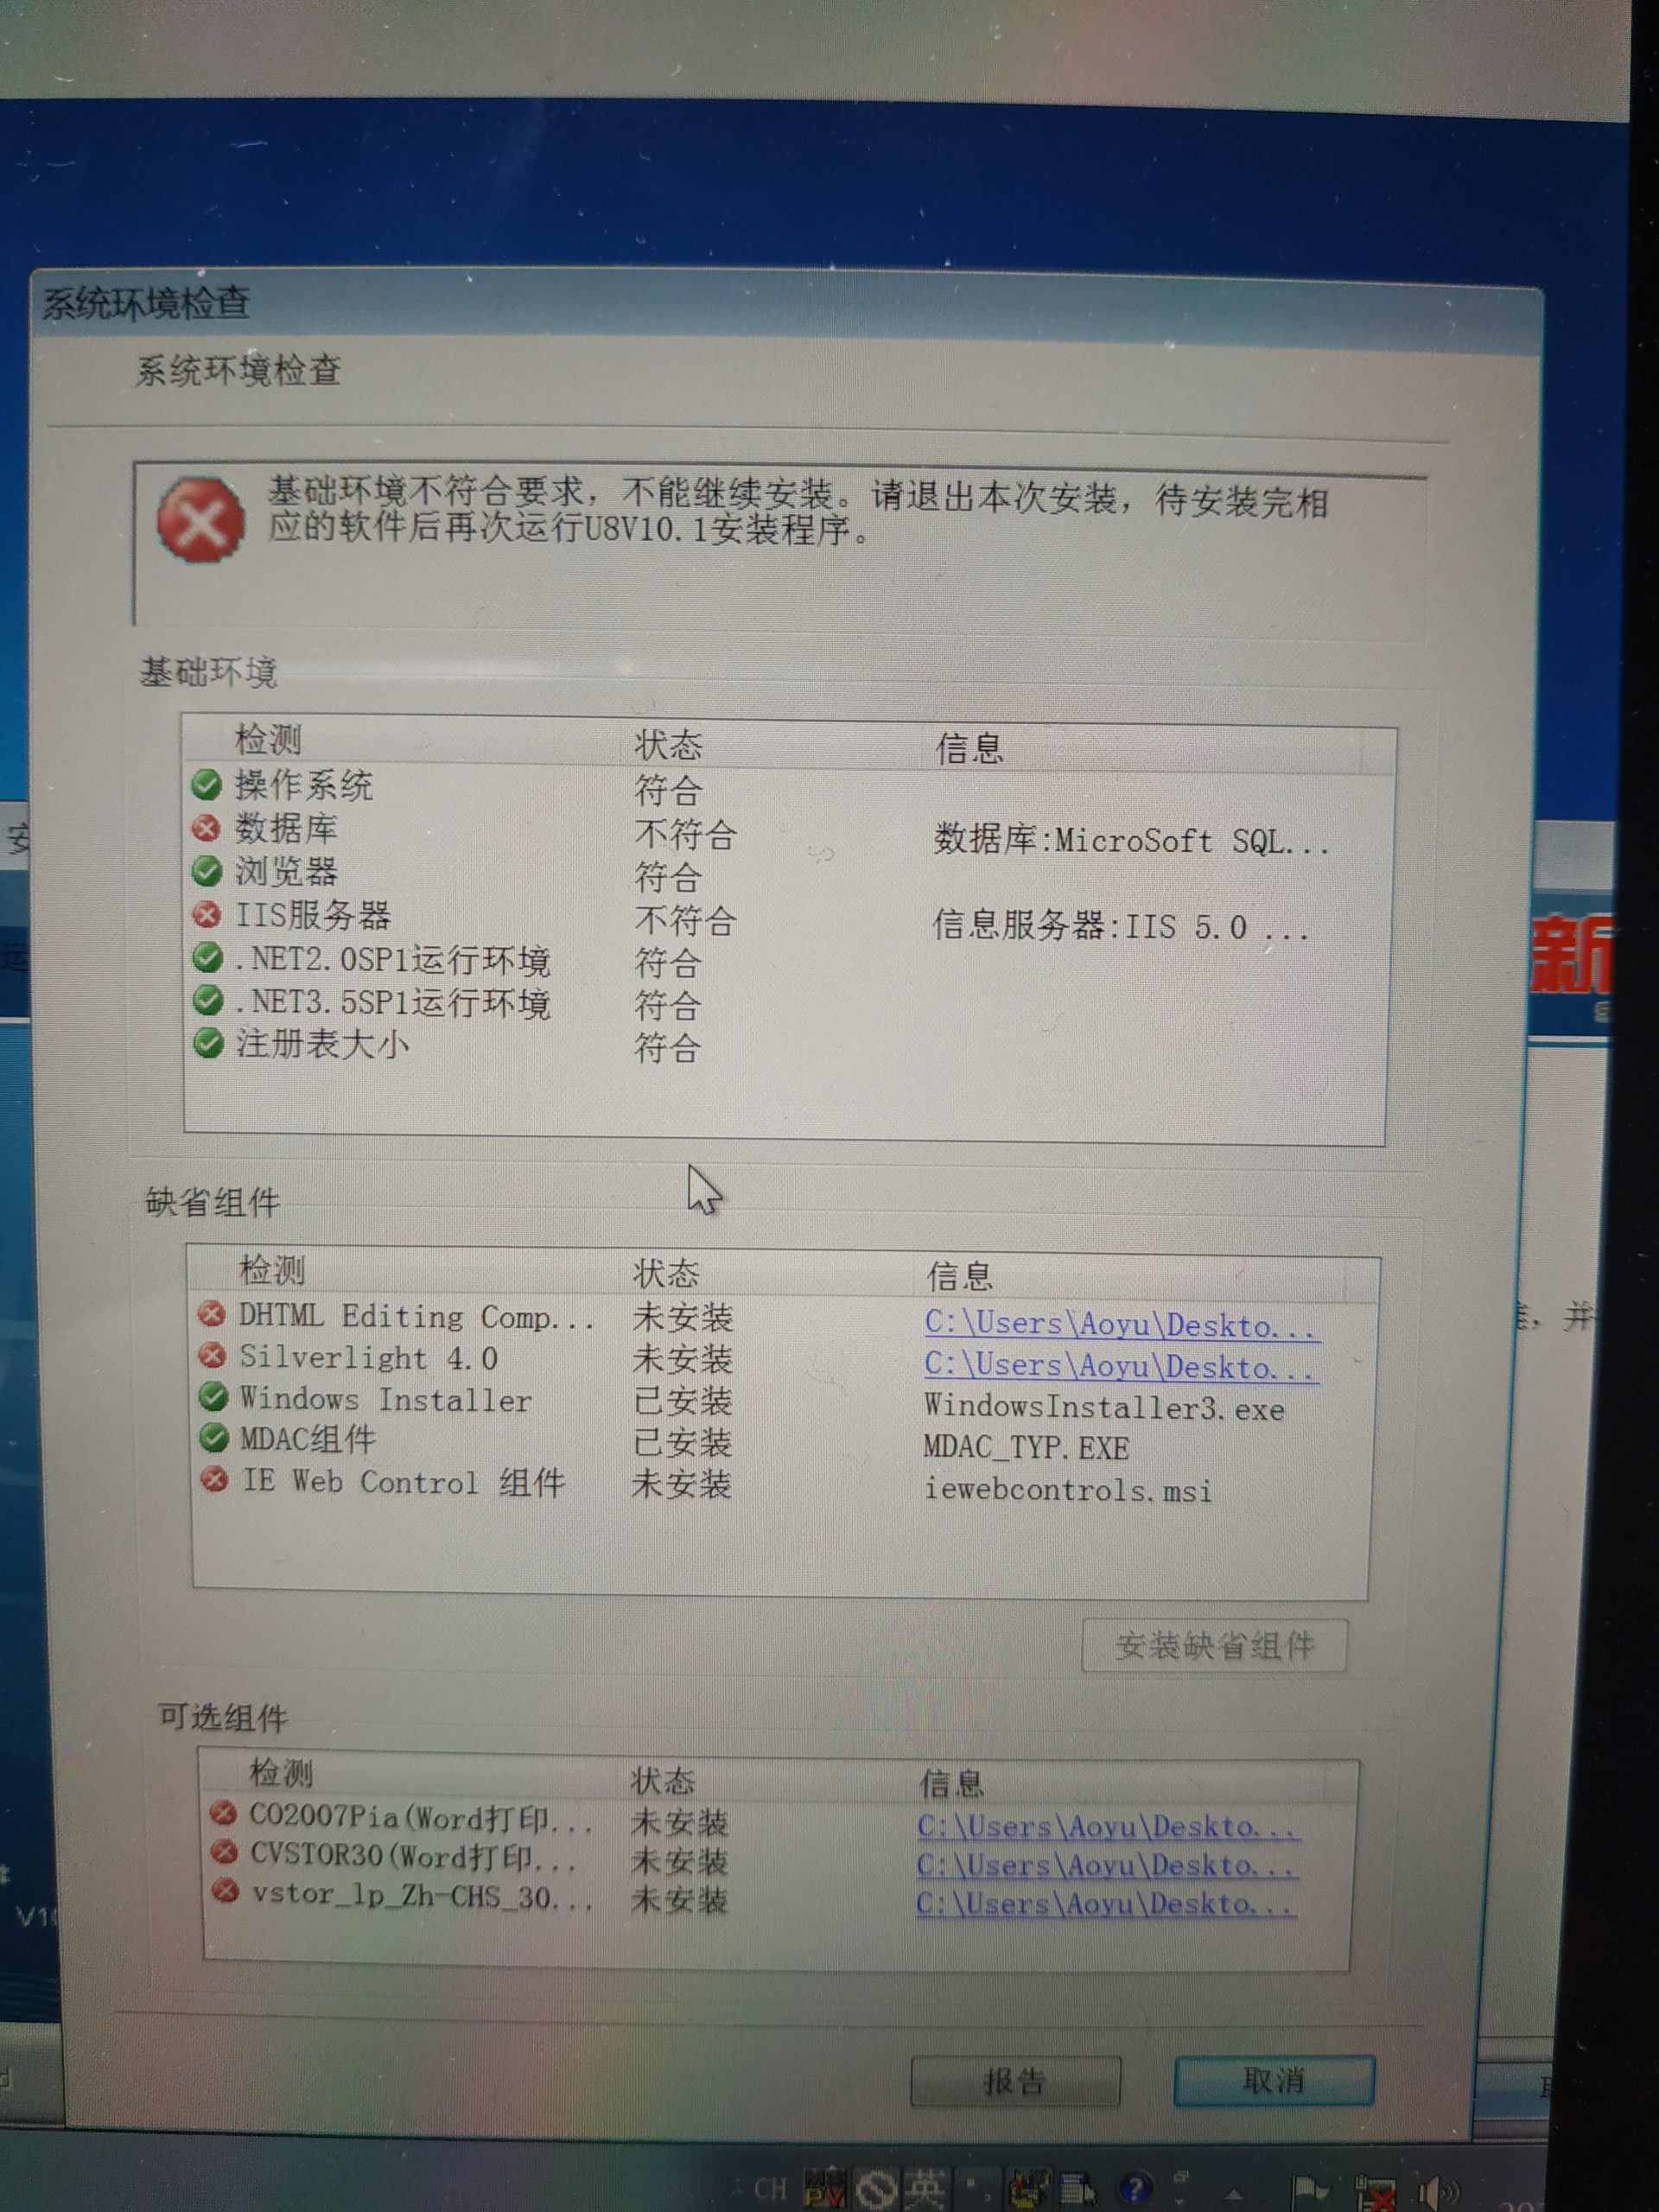 系统环境检查
系统环境检查
基础环境不符合要求，不能继续安装。请退出本次安装，待安装完相
应的软件后再次运行U8V10.1安装程序。
基础环境
检测 状态 信息
操作系统 符合
数据库 不符合 数据库:MicroSoft SQL...
浏览器 符合
IIS服务器 不符合 信息服务器:IIS 5.0 ...
.NET2.0SP1运行环境 符合
.NET3.5SP1运行环境 符合
注册表大小 符合
新
缺省组件
检测 状态 信息
DHTML Editing Comp... 未安装 C:\Users\Aoyu\Deskto...
Silverlight 4.0 未安装 C:\Users\Aoyu\Deskto...
Windows Installer 已安装 WindowsInstaller3.exe
MDAC组件 已安装 MDAC_TYP.EXE
IE Web Control 组件 未安装 iewebcontrols.msi
，并
安装缺省组件
可选组件
检测 状态 信息
CO2007Pia(Word打印... 未安装 C:\Users\Aoyu\Deskto...
CVSTOR30(Word打印... 未安装 C:\Users\Aoyu\Deskto...
vstor_lp_Zh-CHS_30... 未安装 C:\Users\Aoyu\Deskto...
报告 取消
CH 英